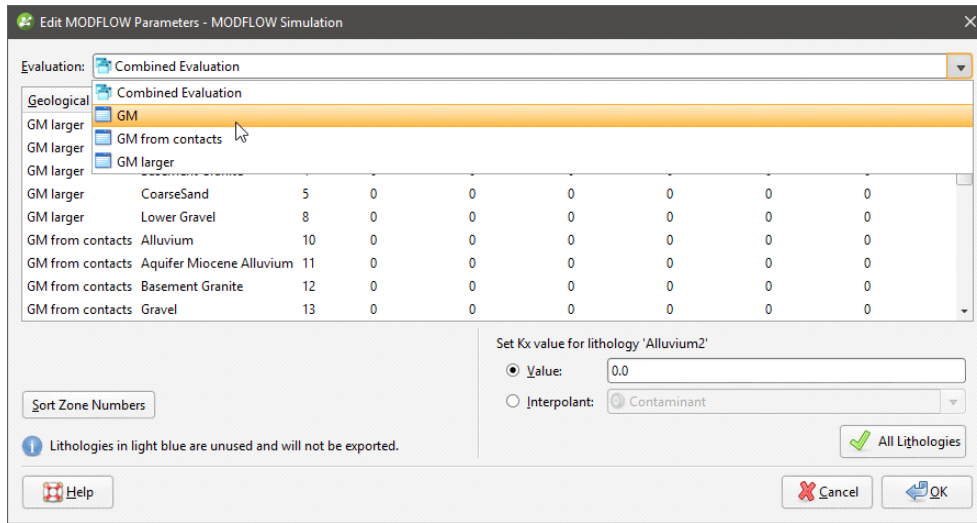 Edit MODFLOW Parameters - MODFLOW Simulation
Evaluation: Combined Evaluation
Combined Evaluation
GM
GM from contacts
GM larger
Geological
GM larger
GM larger
GM larger Basement Granite
GM larger CoarseSand 5 0 0 0 0 0 0
GM larger Lower Gravel 8 0 0 0 0 0 0
GM from contacts Alluvium 10 0 0 0 0 0 0
GM from contacts Aquifer Miocene Alluvium 11 0 0 0 0 0 0
GM from contacts Basement Granite 12 0 0 0 0 0 0
GM from contacts Gravel 13 0 0 0 0 0 0
Set Kx value for lithology 'Alluvium2'
Value: 0.0
Interpolant: Contaminant
Sort Zone Numbers
Lithologies in light blue are unused and will not be exported.
All Lithologies
Help
Cancel
OK